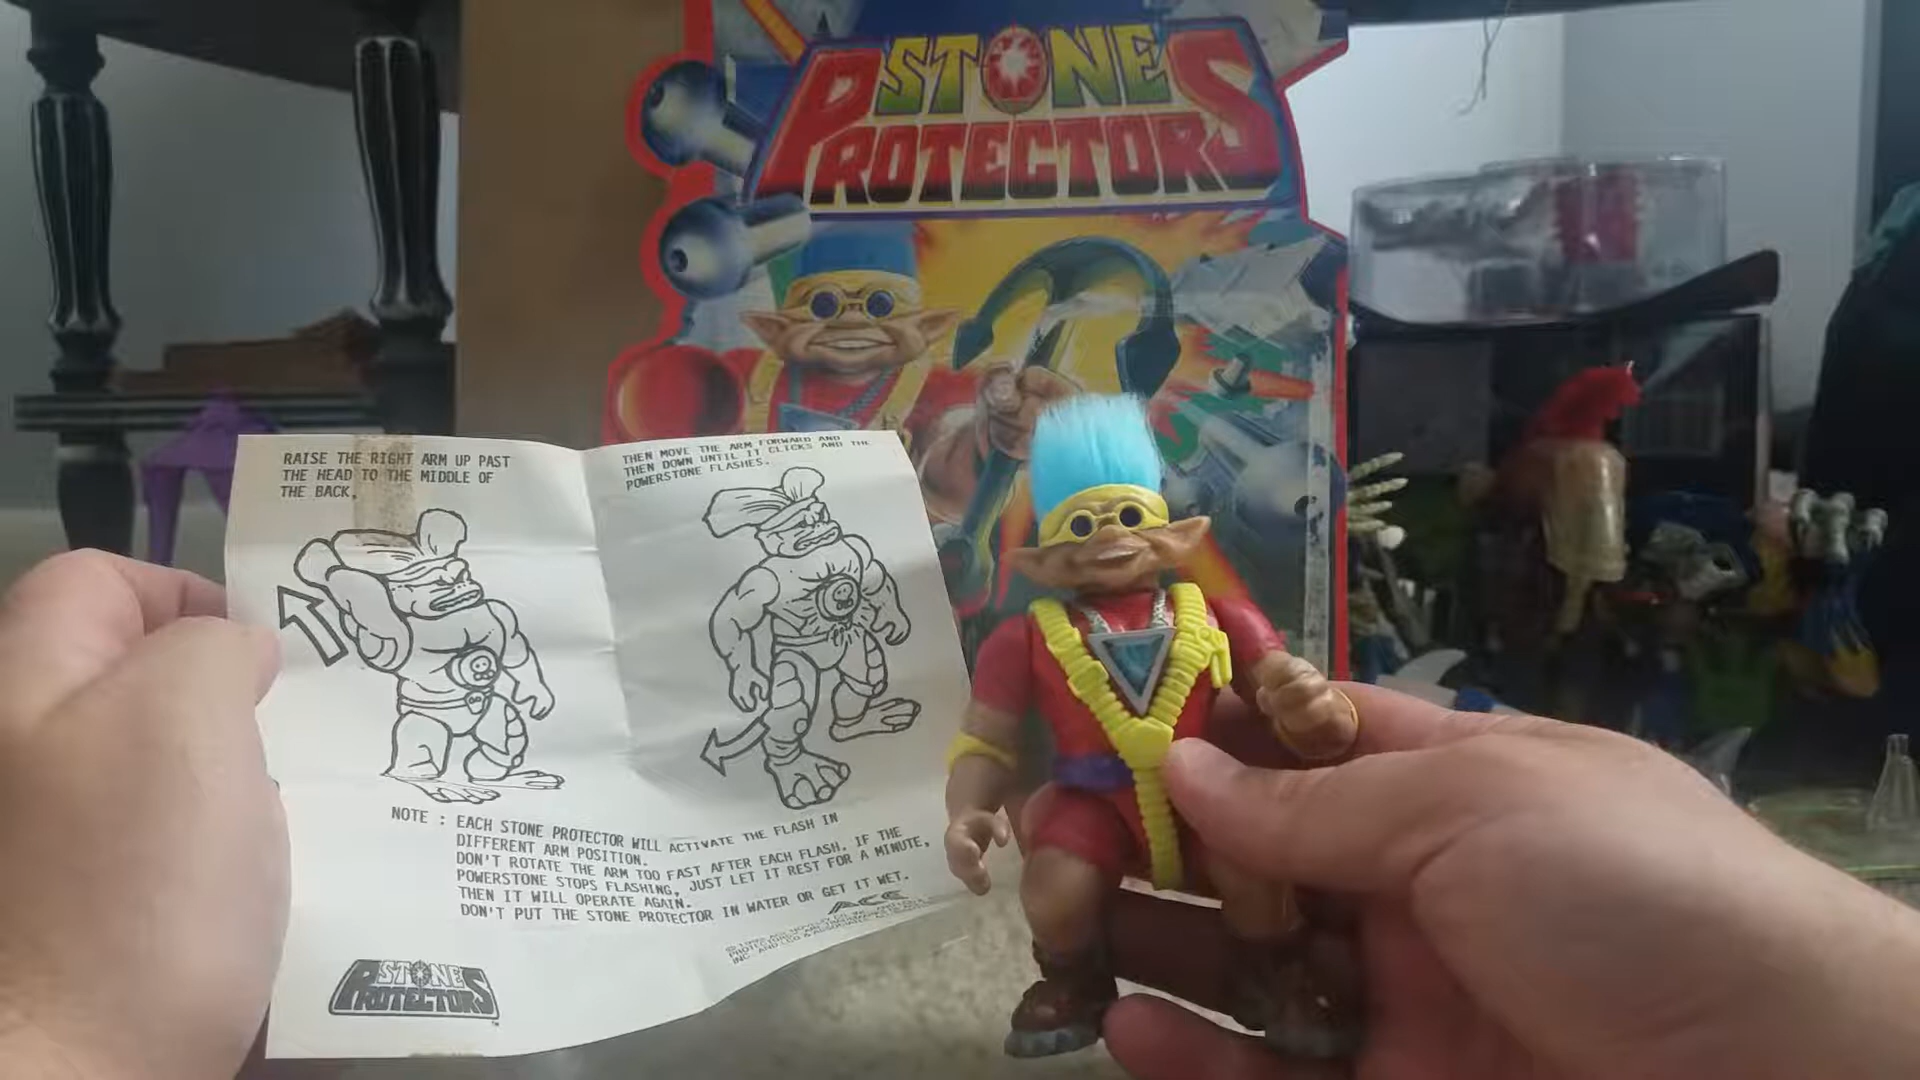 STONE
PROTECTORS
RAISE THE RIGHT ARM UP PAST
THE HEAD TO THE MIDDLE OF
THE BACK.
THEN MOVE THE ARM FORWARD AND
THEN DOWN UNTIL IT CLICKS AND THE
POWERSTONE FLASHES.
NOTE : EACH STONE PROTECTOR WILL ACTIVATE THE FLASH IN
DIFFERENT ARM POSITION.
DON'T ROTATE THE ARM TOO FAST AFTER EACH FLASH. IF THE
POWERSTONE STOPS FLASHING, JUST LET IT REST FOR A MINUTE,
THEN IT WILL OPERATE AGAIN.
DON'T PUT THE STONE PROTECTOR IN WATER OR GET IT WET.
ACE
STONE
PROTECTORS
TM